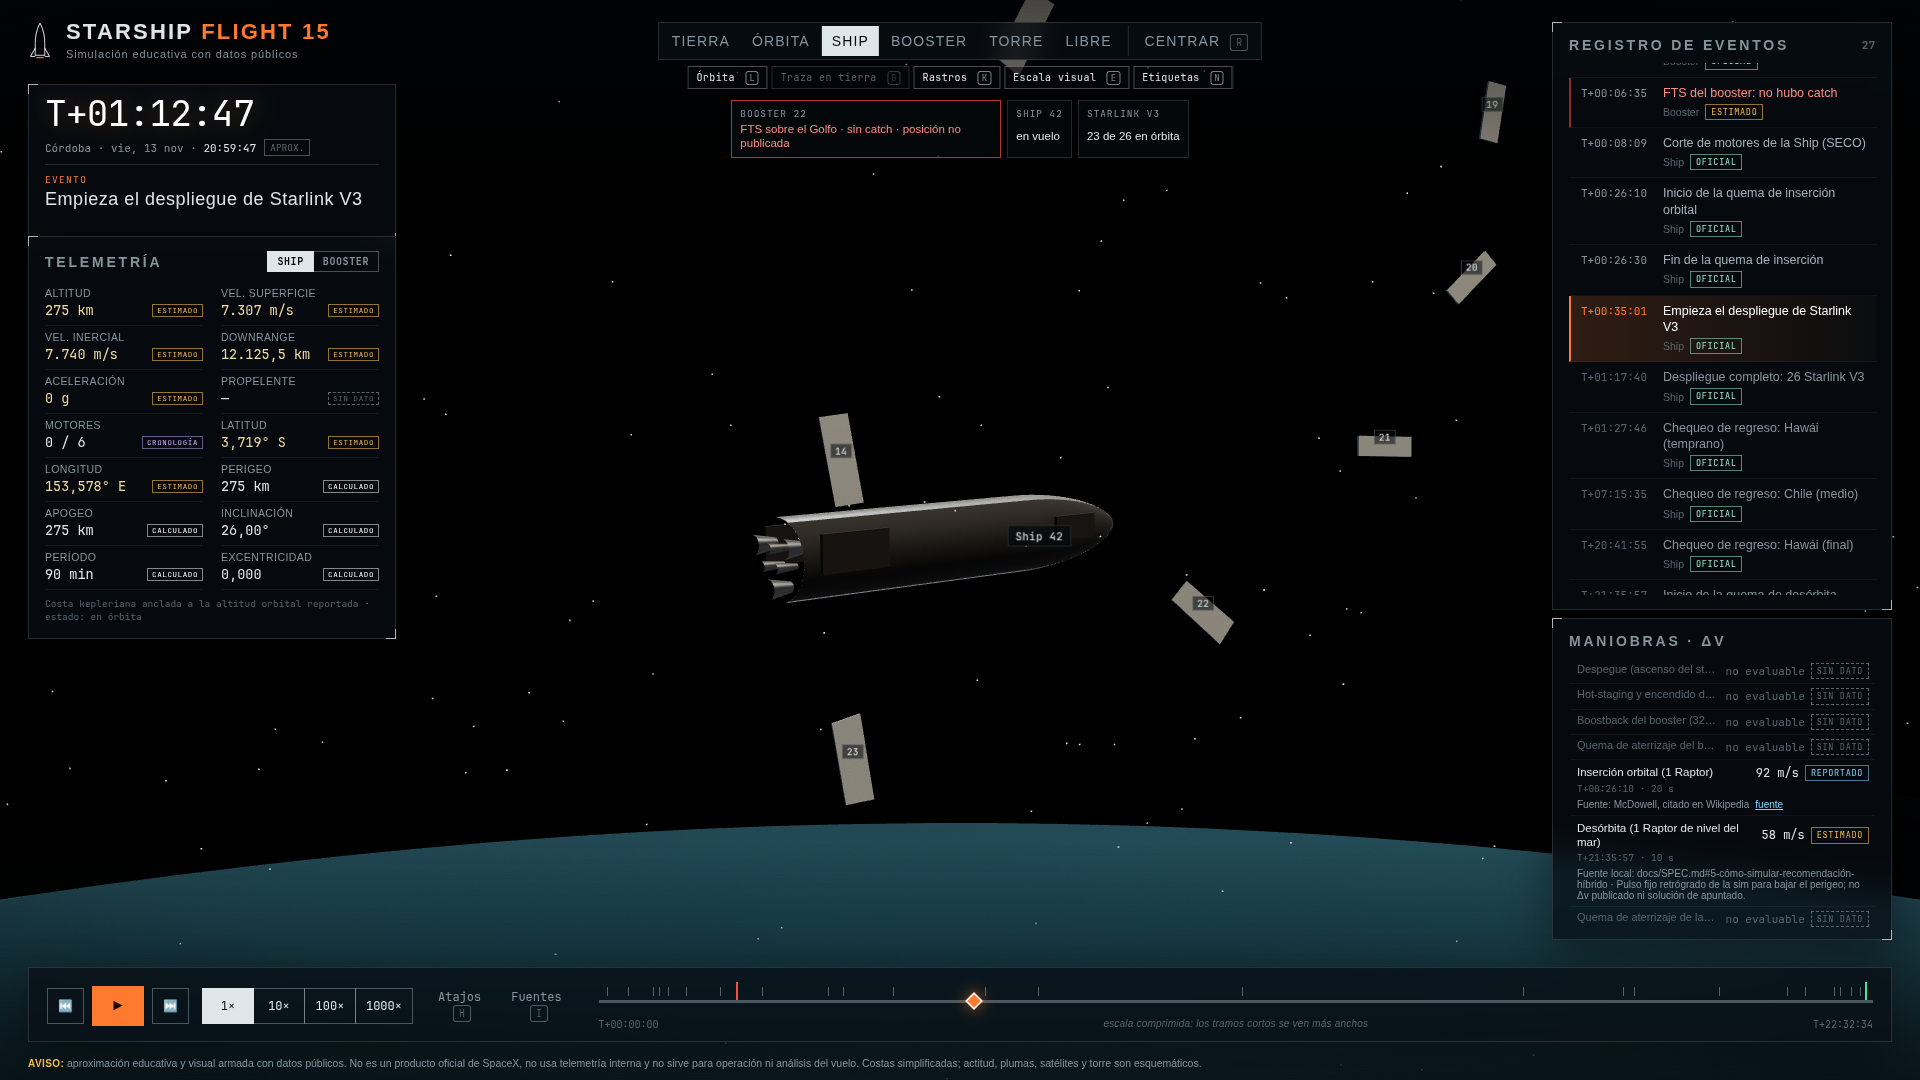 STARSHIP FLIGHT 15
Simulación educativa con datos públicos
TIERRA ÓRBITA SHIP BOOSTER TORRE LIBRE CENTRAR R
Órbita L Traza en tierra G Rastros K Escala visual E Etiquetas N
BOOSTER 22
FTS sobre el Golfo · sin catch · posición no
publicada
SHIP 42
en vuelo
STARLINK V3
23 de 26 en órbita
T+01:12:47
Córdoba · vie, 13 nov · 20:59:47 APROX.
EVENTO
Empieza el despliegue de Starlink V3
TELEMETRÍA SHIP BOOSTER
ALTITUD
275 km ESTIMADO
VEL. SUPERFICIE
7.307 m/s ESTIMADO
VEL. INERCIAL
7.740 m/s ESTIMADO
DOWNRANGE
12.125,5 km ESTIMADO
ACELERACIÓN
0 g ESTIMADO
PROPELENTE
— SIN DATO
MOTORES
0 / 6 CRONOLOGÍA
LATITUD
3,719° S ESTIMADO
LONGITUD
153,578° E ESTIMADO
PERIGEO
275 km CALCULADO
APOGEO
275 km CALCULADO
INCLINACIÓN
26,00° CALCULADO
PERÍODO
90 min CALCULADO
EXCENTRICIDAD
0,000 CALCULADO
Costa kepleriana anclada a la altitud orbital reportada ·
estado: en órbita
19
20
21
14
Ship 42
22
23
REGISTRO DE EVENTOS 27
T+00:06:35 FTS del booster: no hubo catch
Booster ESTIMADO
T+00:08:09 Corte de motores de la Ship (SECO)
Ship OFICIAL
T+00:26:10 Inicio de la quema de inserción
orbital
Ship OFICIAL
T+00:26:30 Fin de la quema de inserción
Ship OFICIAL
T+00:35:01 Empieza el despliegue de Starlink
V3
Ship OFICIAL
T+01:17:40 Despliegue completo: 26 Starlink V3
Ship OFICIAL
T+01:27:46 Chequeo de regreso: Hawái
(temprano)
Ship OFICIAL
T+07:15:35 Chequeo de regreso: Chile (medio)
Ship OFICIAL
T+20:41:55 Chequeo de regreso: Hawái (final)
Ship OFICIAL
T+21:35:57 Inicio de la quema de desórbita
MANIOBRAS · ΔV
Despegue (ascenso del st… no evaluable SIN DATO
Hot-staging y encendido d… no evaluable SIN DATO
Boostback del booster (32… no evaluable SIN DATO
Quema de aterrizaje del b… no evaluable SIN DATO
Inserción orbital (1 Raptor) 92 m/s REPORTADO
T+00:26:10 · 20 s
Fuente: McDowell, citado en Wikipedia fuente
Desórbita (1 Raptor de nivel del
mar) 58 m/s ESTIMADO
T+21:35:57 · 10 s
Fuente local: docs/SPEC.md#5-cómo-simular-recomendación-
híbrido · Pulso fijo retrógrado de la sim para bajar el perigeo; no
Δv publicado ni solución de apuntado.
Quema de aterrizaje de la… no evaluable SIN DATO
1× 10× 100× 1000×
Atajos H
Fuentes I
T+00:00:00 escala comprimida: los tramos cortos se ven más anchos T+22:32:34
AVISO: aproximación educativa y visual armada con datos públicos. No es un producto oficial de SpaceX, no usa telemetría interna y no sirve para operación ni análisis del vuelo. Costas simplificadas; actitud, plumas, satélites y torre son esquemáticos.